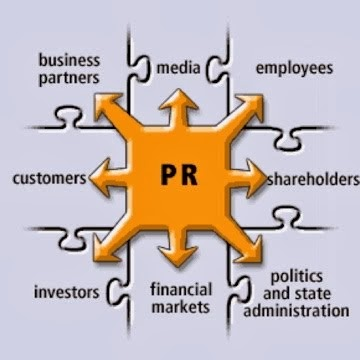 business
partners
media
employees
customers
PR
shareholders
investors
financial
markets
politics
and state
administration